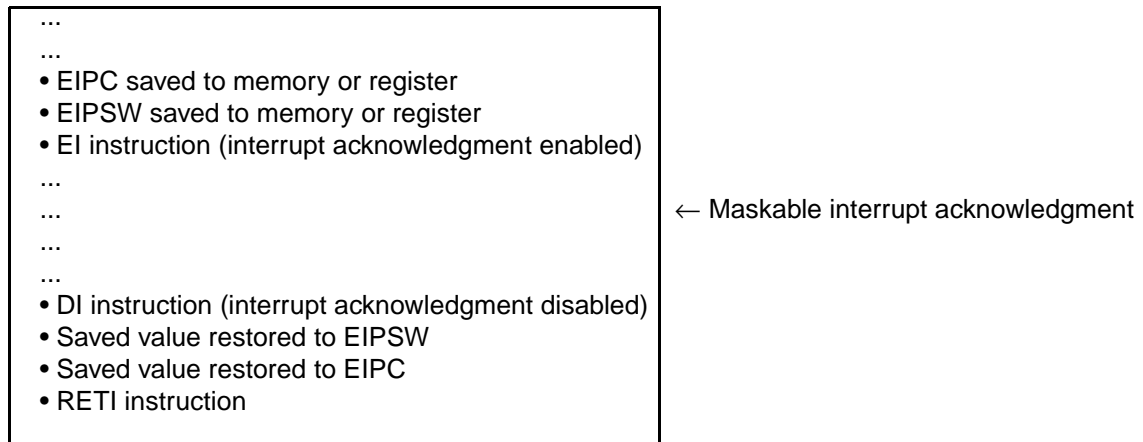 ...
...
• EIPC saved to memory or register
• EIPSW saved to memory or register
• EI instruction (interrupt acknowledgment enabled)
...
...
← Maskable interrupt acknowledgment
...
...
• DI instruction (interrupt acknowledgment disabled)
• Saved value restored to EIPSW
• Saved value restored to EIPC
• RETI instruction